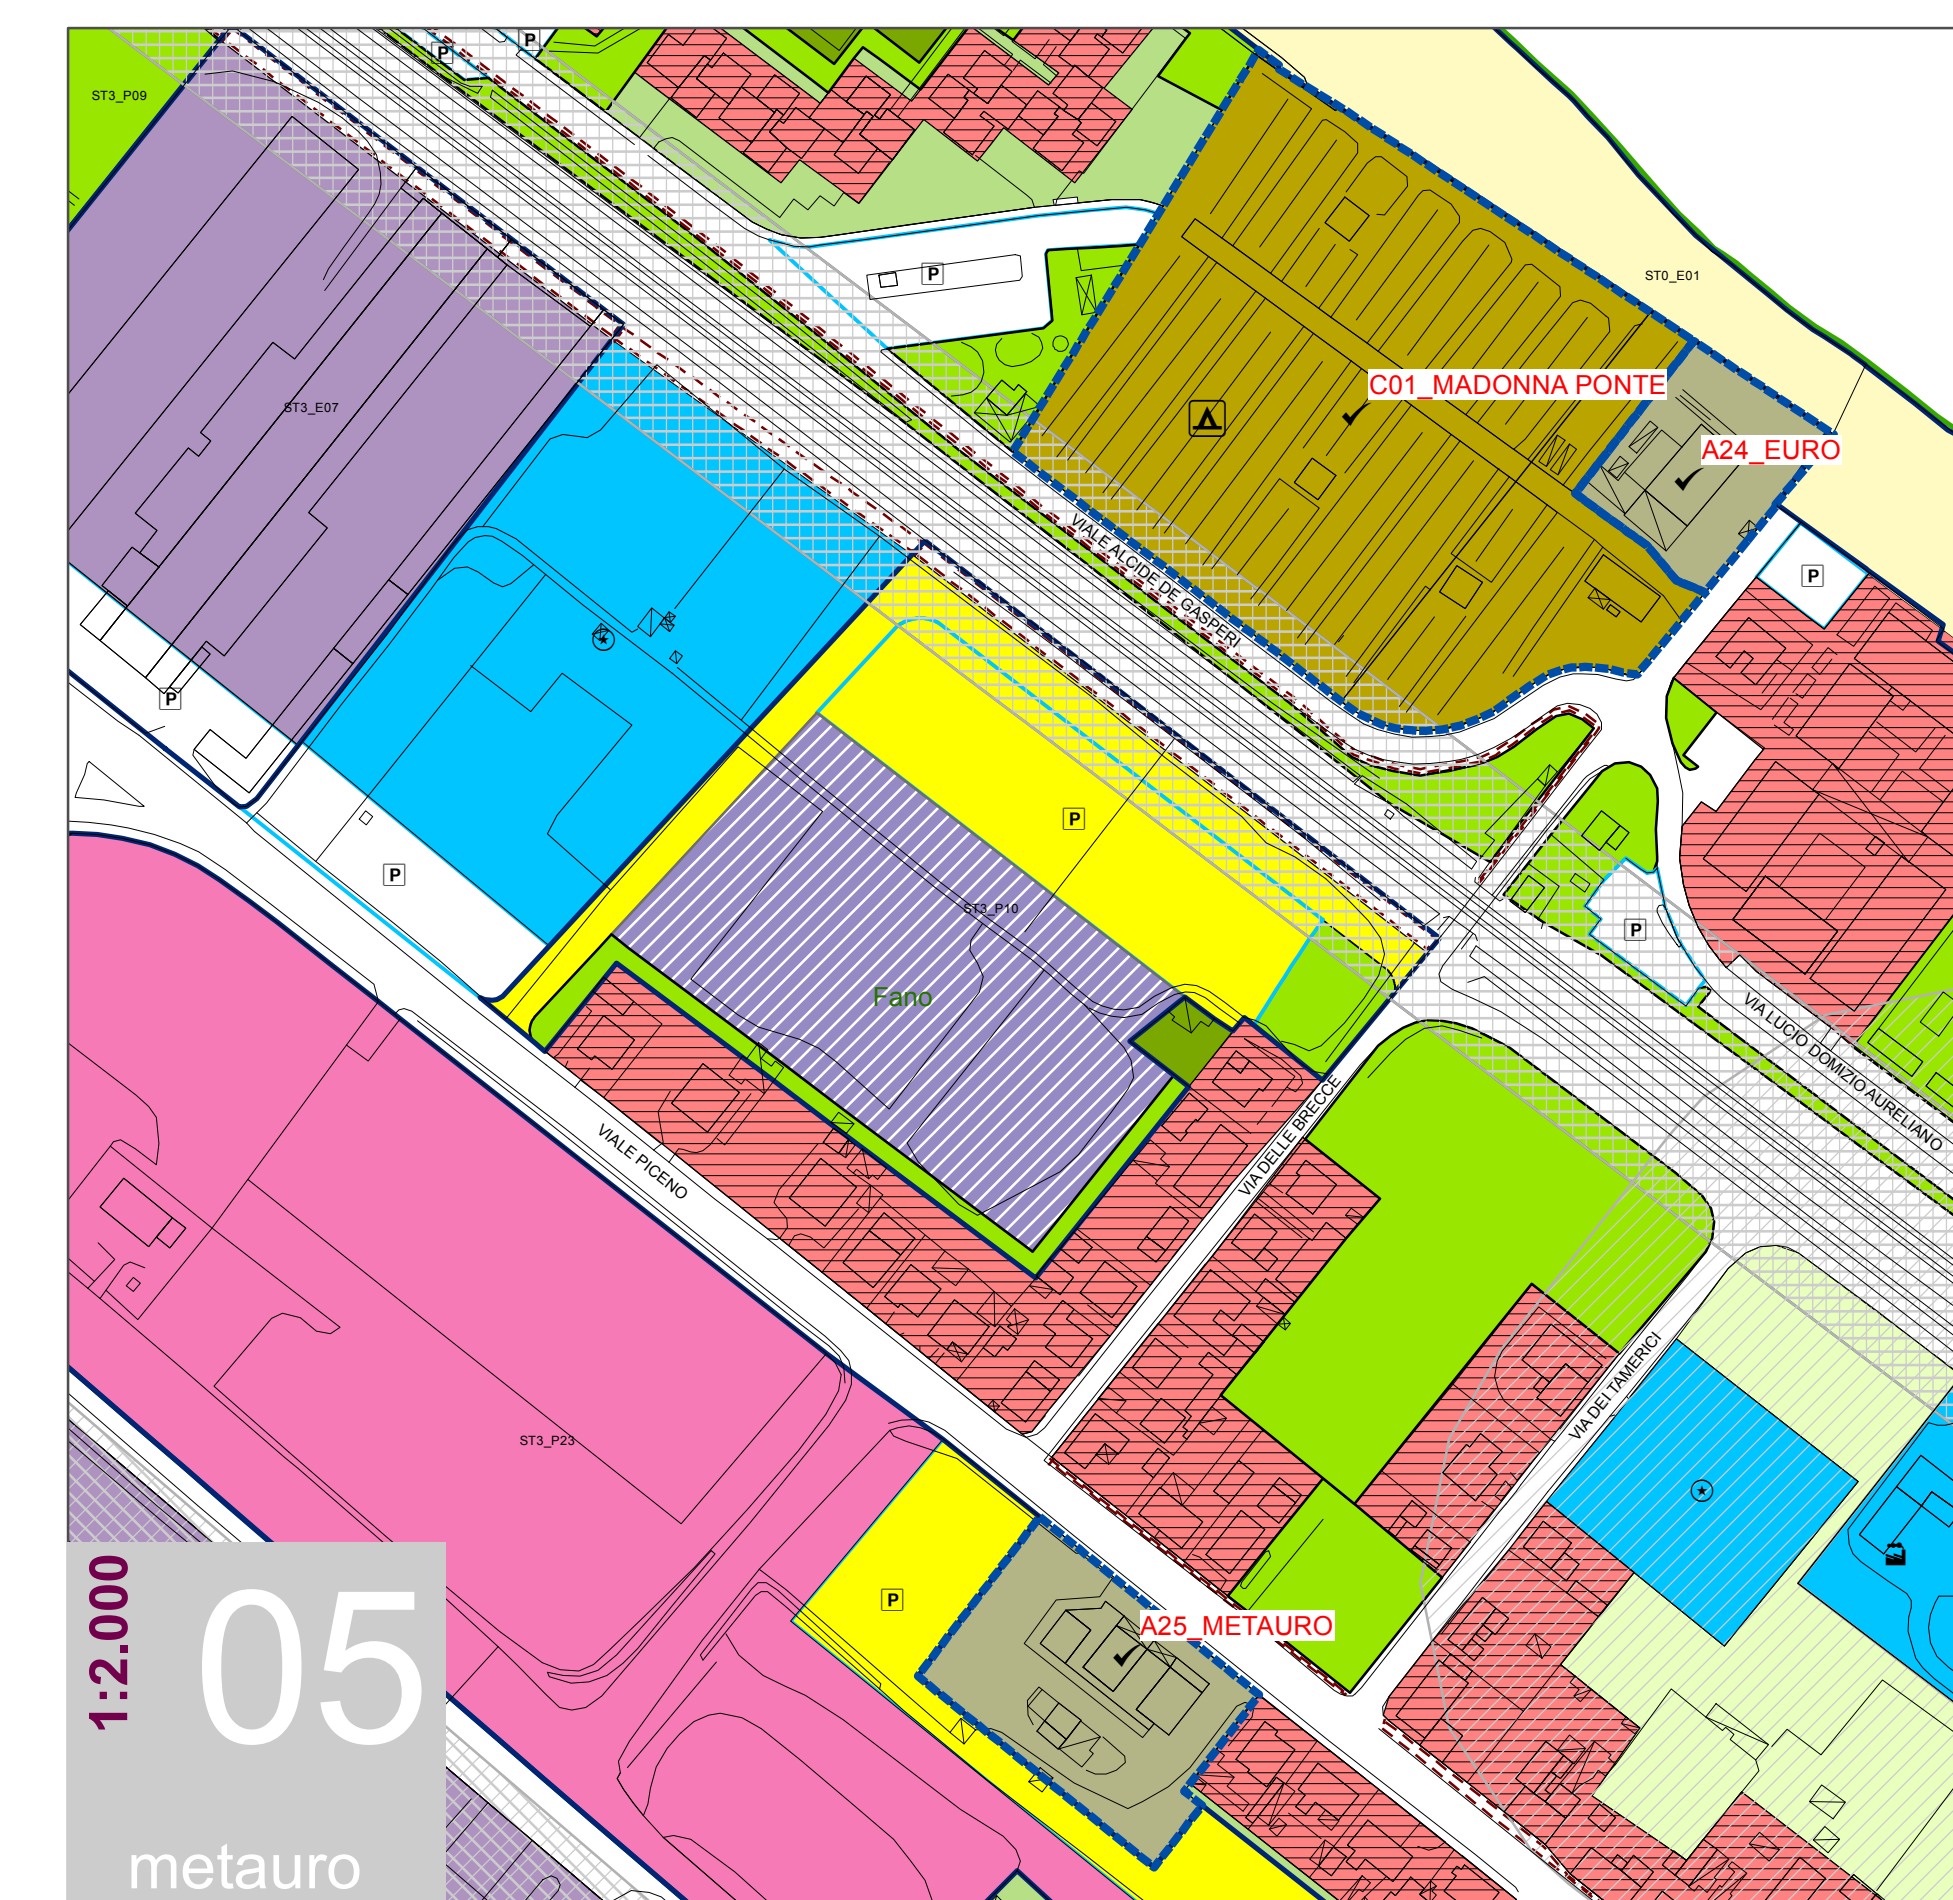 P
P
ST3_P09
P
ST0_E01
C01_MADONNA PONTE
ST3_E07
A24_EURO
VIALE ALCIDE DE GASPERI
P
P
P
P
ST3_P10
P
Fano
VIA LUCIO DOMIZIO AURELIANO
VIA DELLE BRECCE
VIALE PICENO
VIA DEI TAMERICI
ST3_P23
P
A25_METAURO
1:2.000
05
metauro